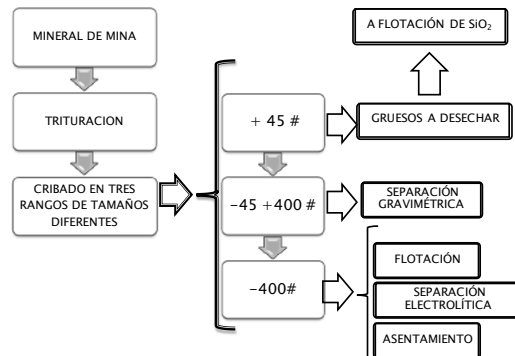 MINERAL DE MINA
TRITURACION
CRIBADO EN TRES
RANGOS DE TAMAÑOS
DIFERENTES
+ 45 #
-45 +400 #
-400#
A FLOTACIÓN DE SiO₂
GRUESOS A DESECHAR
SEPARACIÓN
GRAVIMÉTRICA
FLOTACIÓN
SEPARACIÓN
ELECTROLÍTICA
ASENTAMIENTO